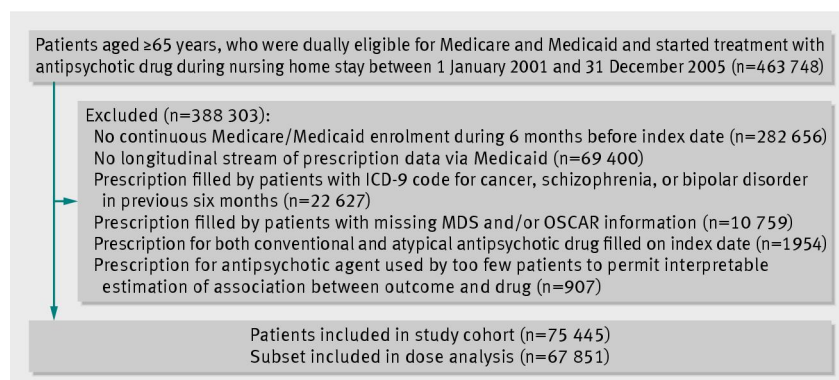 Patients aged ≥65 years, who were dually eligible for Medicare and Medicaid and started treatment with
antipsychotic drug during nursing home stay between 1 January 2001 and 31 December 2005 (n=463 748)
Excluded (n=388 303):
No continuous Medicare/Medicaid enrolment during 6 months before index date (n=282 656)
No longitudinal stream of prescription data via Medicaid (n=69 400)
Prescription filled by patients with ICD-9 code for cancer, schizophrenia, or bipolar disorder
in previous six months (n=22 627)
Prescription filled by patients with missing MDS and/or OSCAR information (n=10 759)
Prescription for both conventional and atypical antipsychotic drug filled on index date (n=1954)
Prescription for antipsychotic agent used by too few patients to permit interpretable
estimation of association between outcome and drug (n=907)
Patients included in study cohort (n=75 445)
Subset included in dose analysis (n=67 851)